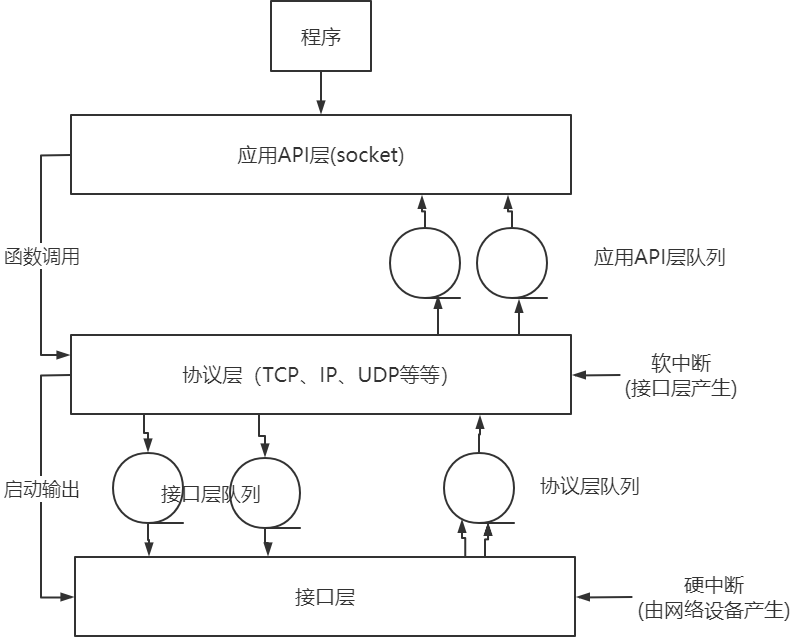 程序
应用API层(socket)
函数调用
应用API层队列
协议层（TCP、IP、UDP等等）
软中断
(接口层产生)
启动输出
接口层队列
协议层队列
接口层
硬中断
(由网络设备产生)